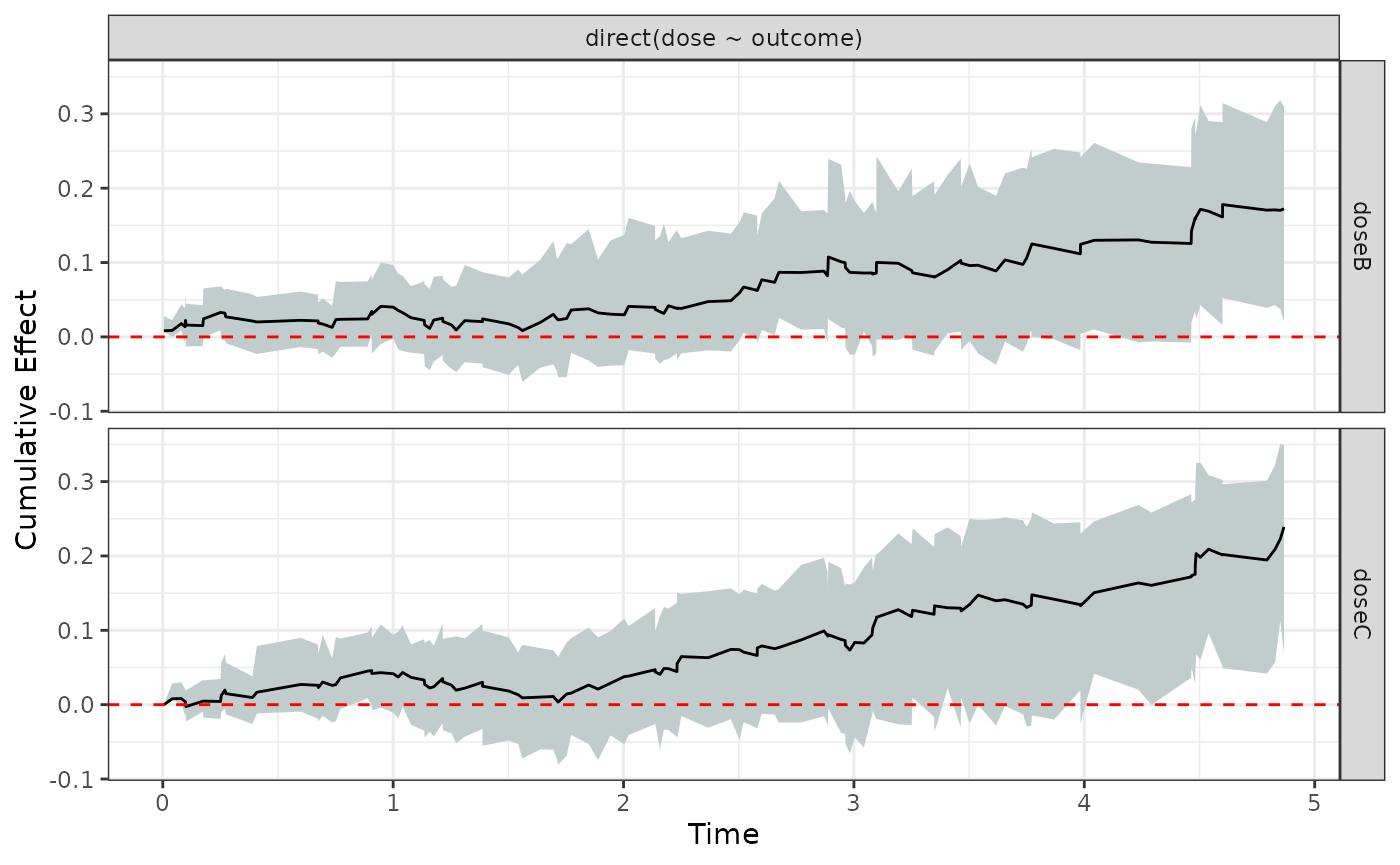 direct(dose ~ outcome)
Cumulative Effect
0.3
0.2
0.1
0.0
-0.1
doseB
0.3
0.2
0.1
0.0
-0.1
doseC
0 1 2 3 4 5
Time